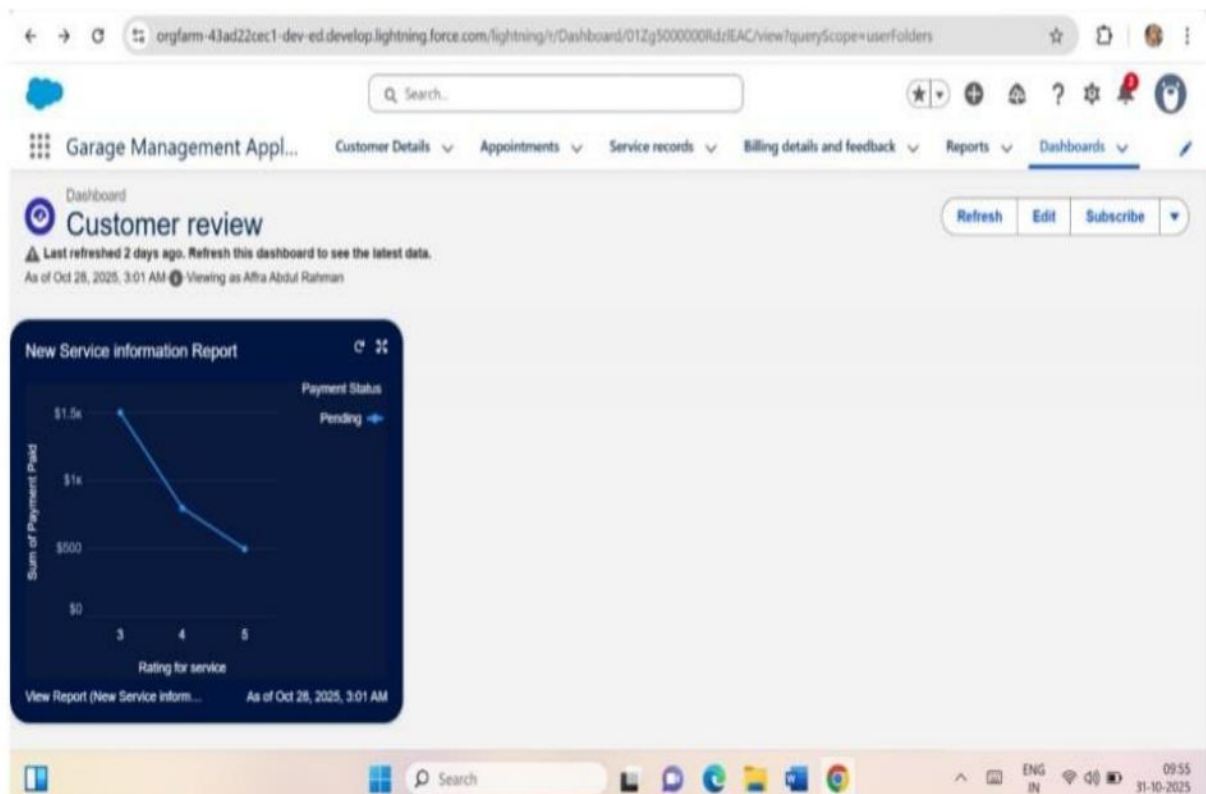 orgfarm-43ad22cec1-dev-ed.develop.lightning.force.com/lightning/r/Dashboard/01Zg5000000RdzlEAC/view?queryScope=userFolders
Search...
Garage Management Appl... Customer Details Appointments Service records Billing details and feedback Reports Dashboards
Dashboard
Customer review
Refresh Edit Subscribe
Last refreshed 2 days ago. Refresh this dashboard to see the latest data.
As of Oct 28, 2025, 3:01 AM Viewing as Affra Abdul Rahman
New Service information Report
Payment Status
Pending
Sum of Payment Paid
$1.5k
$1k
$500
$0
3 4 5
Rating for service
View Report (New Service inform... As of Oct 28, 2025, 3:01 AM
Search
ENG
IN
09:55
31-10-2025